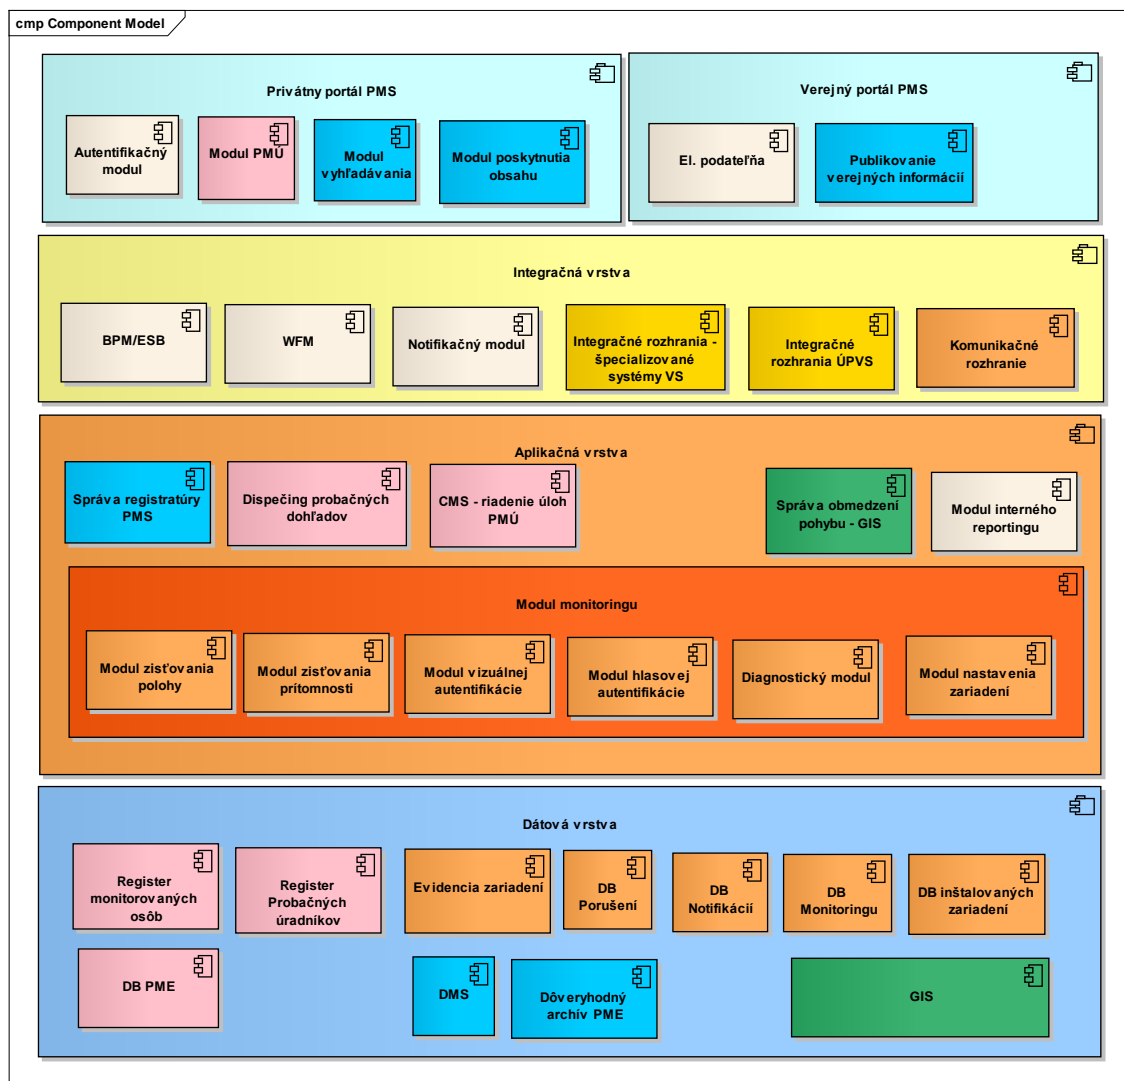 cmp Component Model
Privátny portál PMS
Verejný portál PMS
Autentifikačný
modul
Modul PMÚ
Modul
vyhľadávania
Modul poskytnutia
obsahu
El. podateľňa
Publikovanie
verejných informácií
Integračná vrstva
BPM/ESB
WFM
Notifikačný modul
Integračné rozhrania -
špecializované
systémy VS
Integračné
rozhrania ÚPVS
Komunikačné
rozhranie
Aplikačná vrstva
Správa registratúry
PMS
Dispečing probačných
dohľadov
CMS - riadenie úloh
PMÚ
Správa obmedzení
pohybu - GIS
Modul interného
reportingu
Modul monitoringu
Modul zisťovania
polohy
Modul zisťovania
prítomnosti
Modul vizuálnej
autentifikácie
Modul hlasovej
autentifikácie
Diagnostický modul
Modul nastavenia
zariadení
Dátová vrstva
Register
monitorovaných
osôb
Register
Probačných
úradníkov
Evidencia zariadení
DB
Porušení
DB
Notifikácií
DB
Monitoringu
DB inštalovaných
zariadení
DB PME
DMS
Dôveryhodný
archív PME
GIS